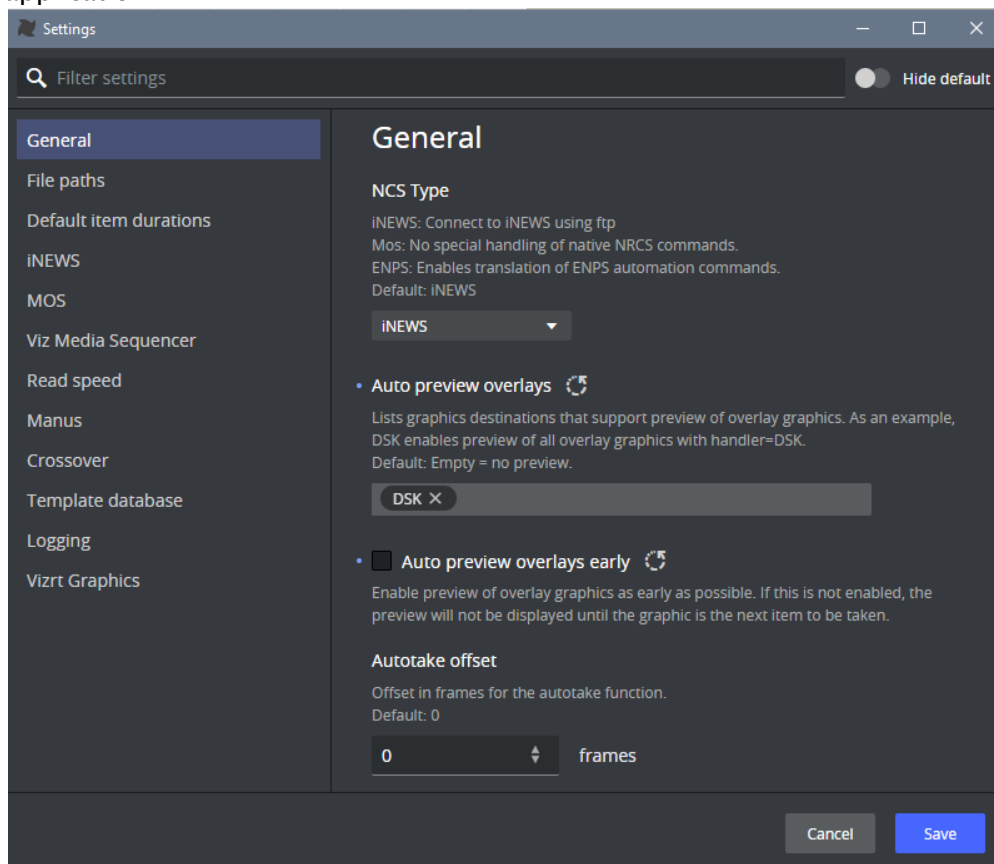 Settings
Filter settings
Hide default
General
File paths
Default item durations
iNEWS
MOS
Viz Media Sequencer
Read speed
Manus
Crossover
Template database
Logging
Vizrt Graphics
General
NCS Type
iNEWS: Connect to iNEWS using ftp
Mos: No special handling of native NRCS commands.
ENPS: Enables translation of ENPS automation commands.
Default: iNEWS
iNEWS
Auto preview overlays
Lists graphics destinations that support preview of overlay graphics. As an example,
DSK enables preview of all overlay graphics with handler=DSK.
Default: Empty = no preview.
DSK
Auto preview overlays early
Enable preview of overlay graphics as early as possible. If this is not enabled, the
preview will not be displayed until the graphic is the next item to be taken.
Autotake offset
Offset in frames for the autotake function.
Default: 0
0 frames
Cancel Save